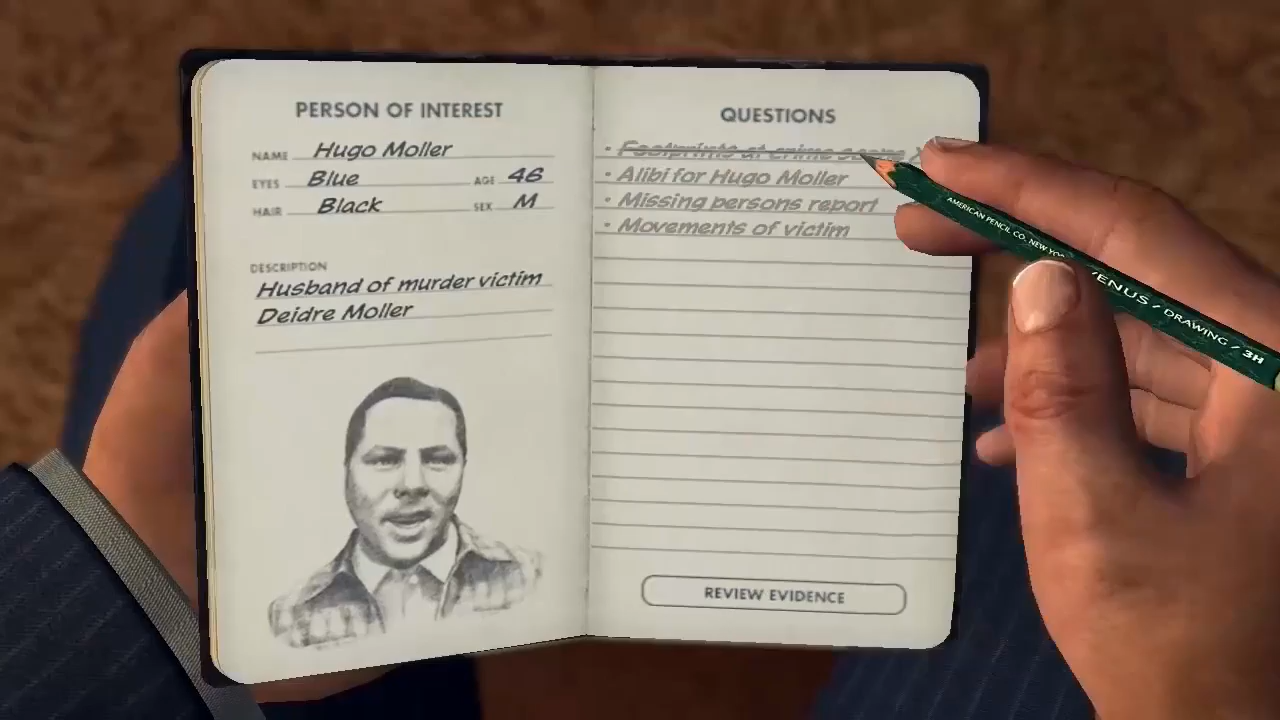 PERSON OF INTEREST
NAME Hugo Moller
EYES Blue AGE 46
HAIR Black SEX M
DESCRIPTION
Husband of murder victim
Deidre Moller
QUESTIONS
• Footprints at crime scene X
• Alibi for Hugo Moller
• Missing persons report
• Movements of victim
REVIEW EVIDENCE
AMERICAN PENCIL CO. NEW YO
VENUS / DRAWING / 3H